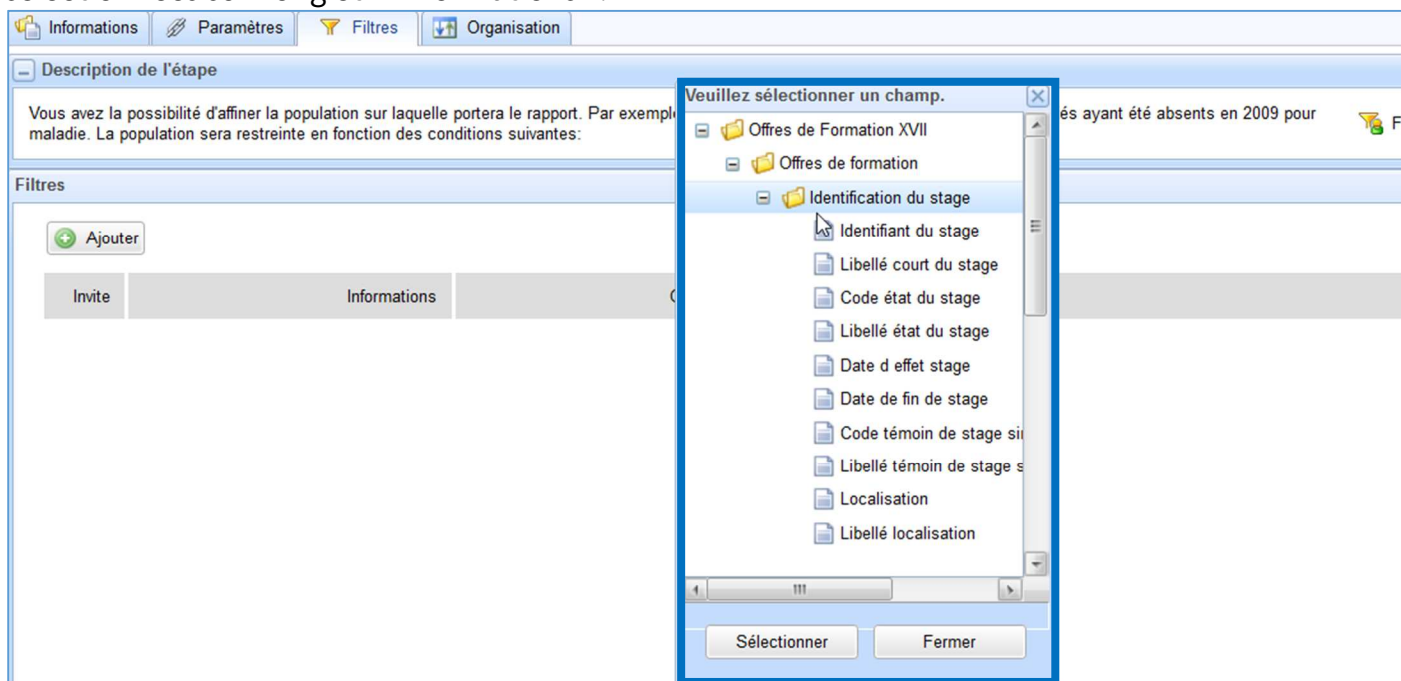 Informations Paramètres Filtres Organisation
Description de l'étape
Vous avez la possibilité d'affiner la population sur laquelle portera le rapport. Par exempl és ayant été absents en 2009 pour
maladie. La population sera restreinte en fonction des conditions suivantes:
F
Filtres
Ajouter
Invite Informations
Veuillez sélectionner un champ.
Offres de Formation XVII
Offres de formation
Identification du stage
Identifiant du stage
Libellé court du stage
Code état du stage
Libellé état du stage
Date d effet stage
Date de fin de stage
Code témoin de stage si
Libellé témoin de stage s
Localisation
Libellé localisation
Sélectionner Fermer